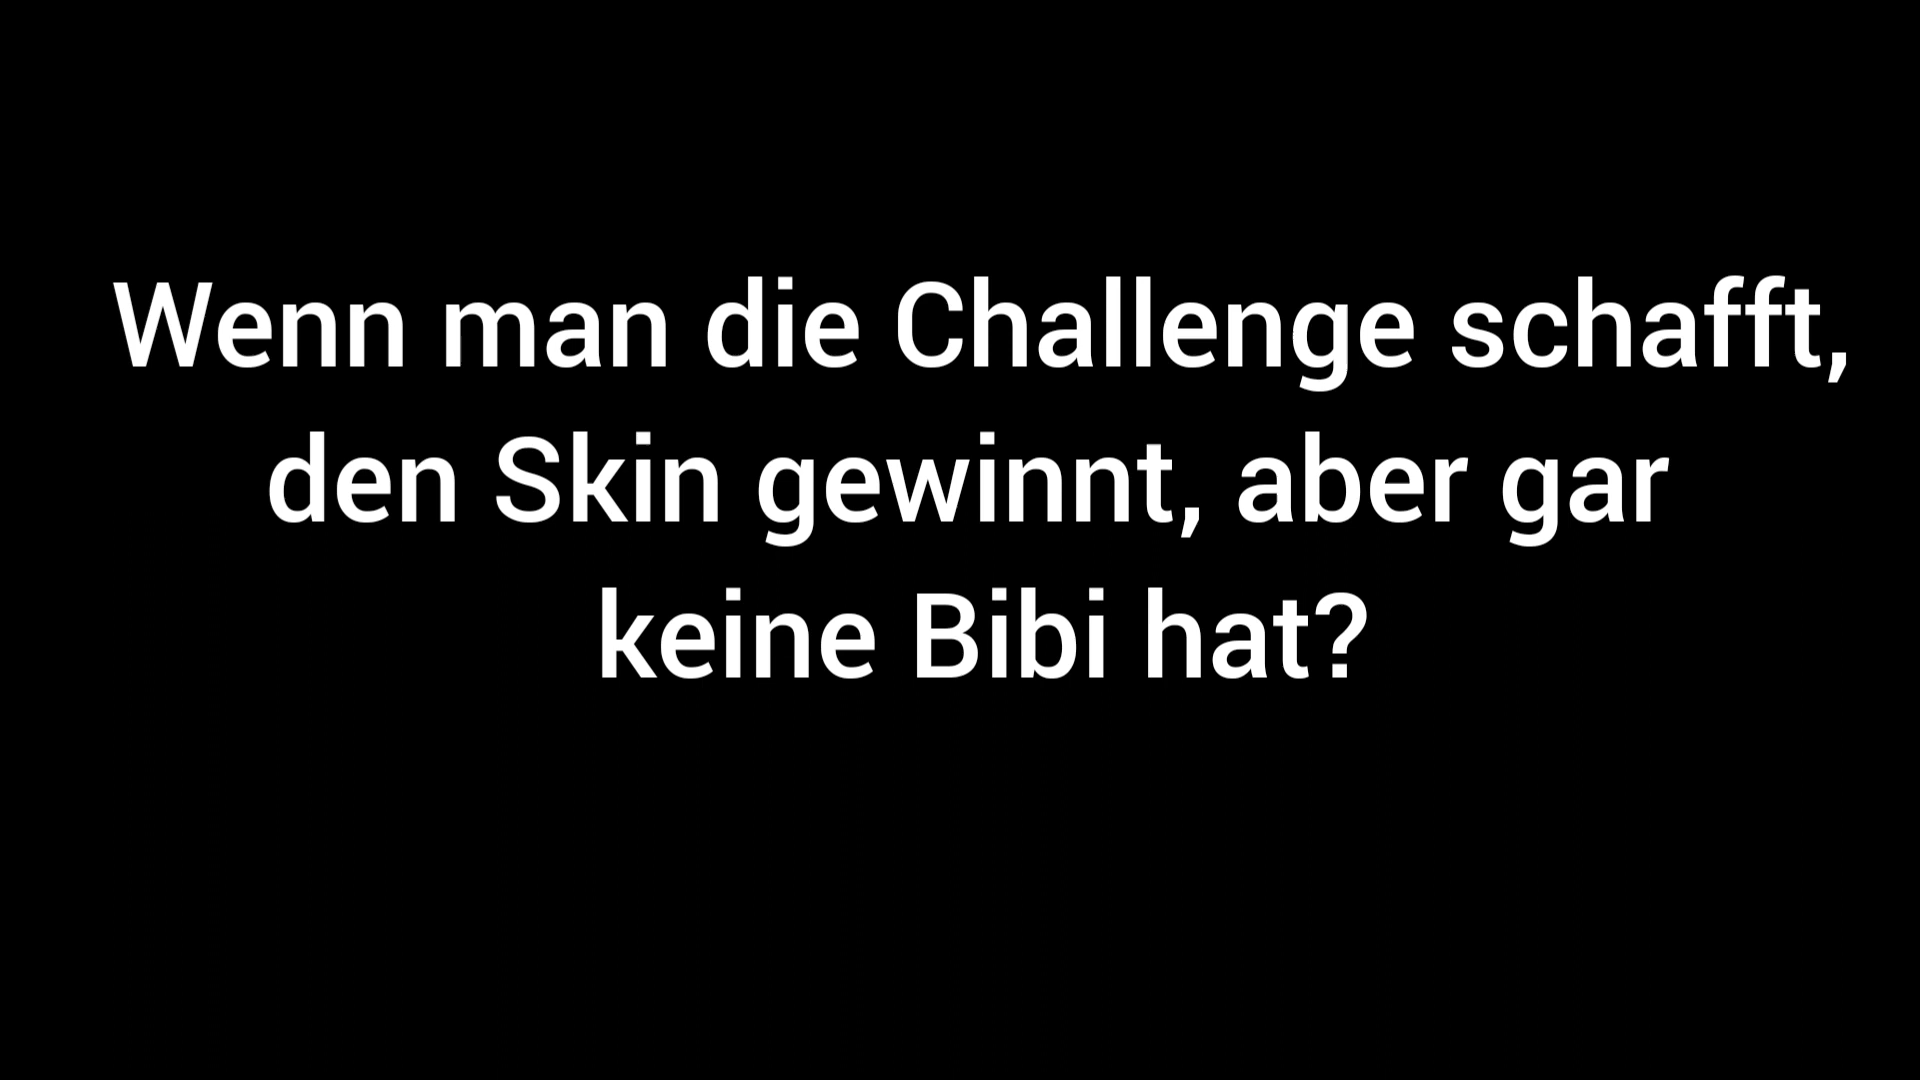 Wenn man die Challenge schafft,
den Skin gewinnt, aber gar
keine Bibi hat?